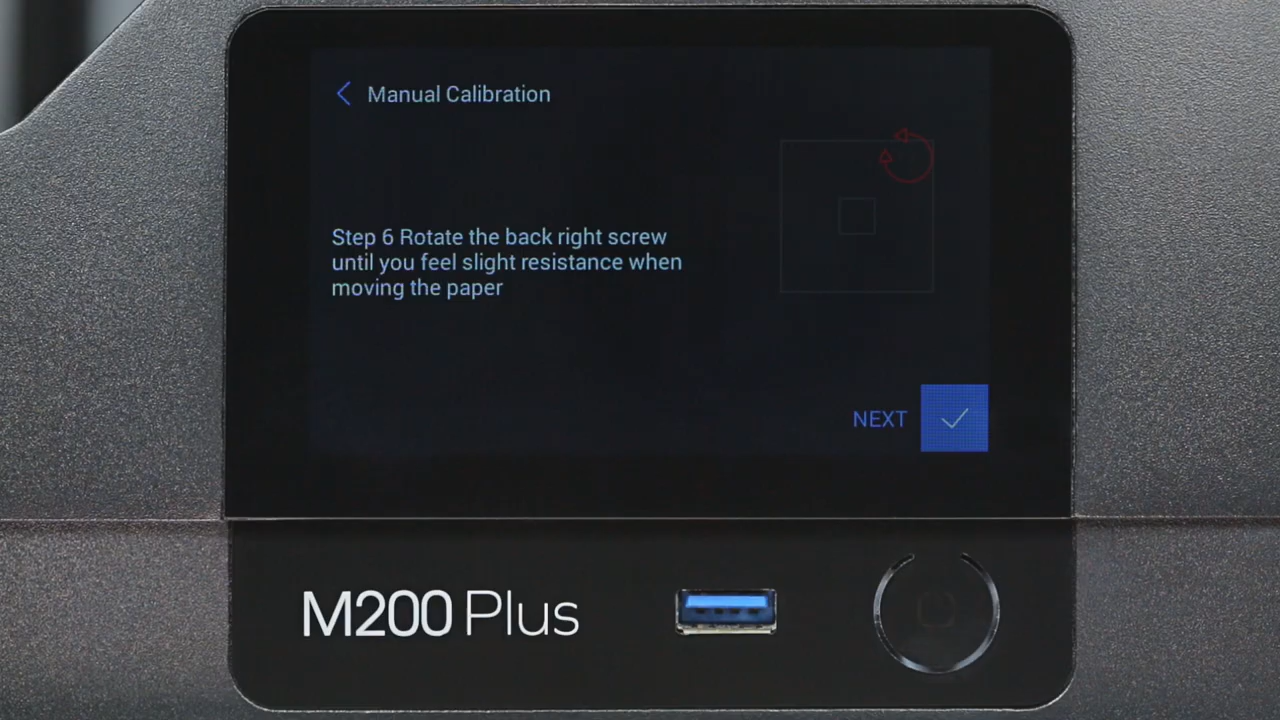 Manual Calibration
Step 6 Rotate the back right screw
until you feel slight resistance when
moving the paper
NEXT
M200 Plus